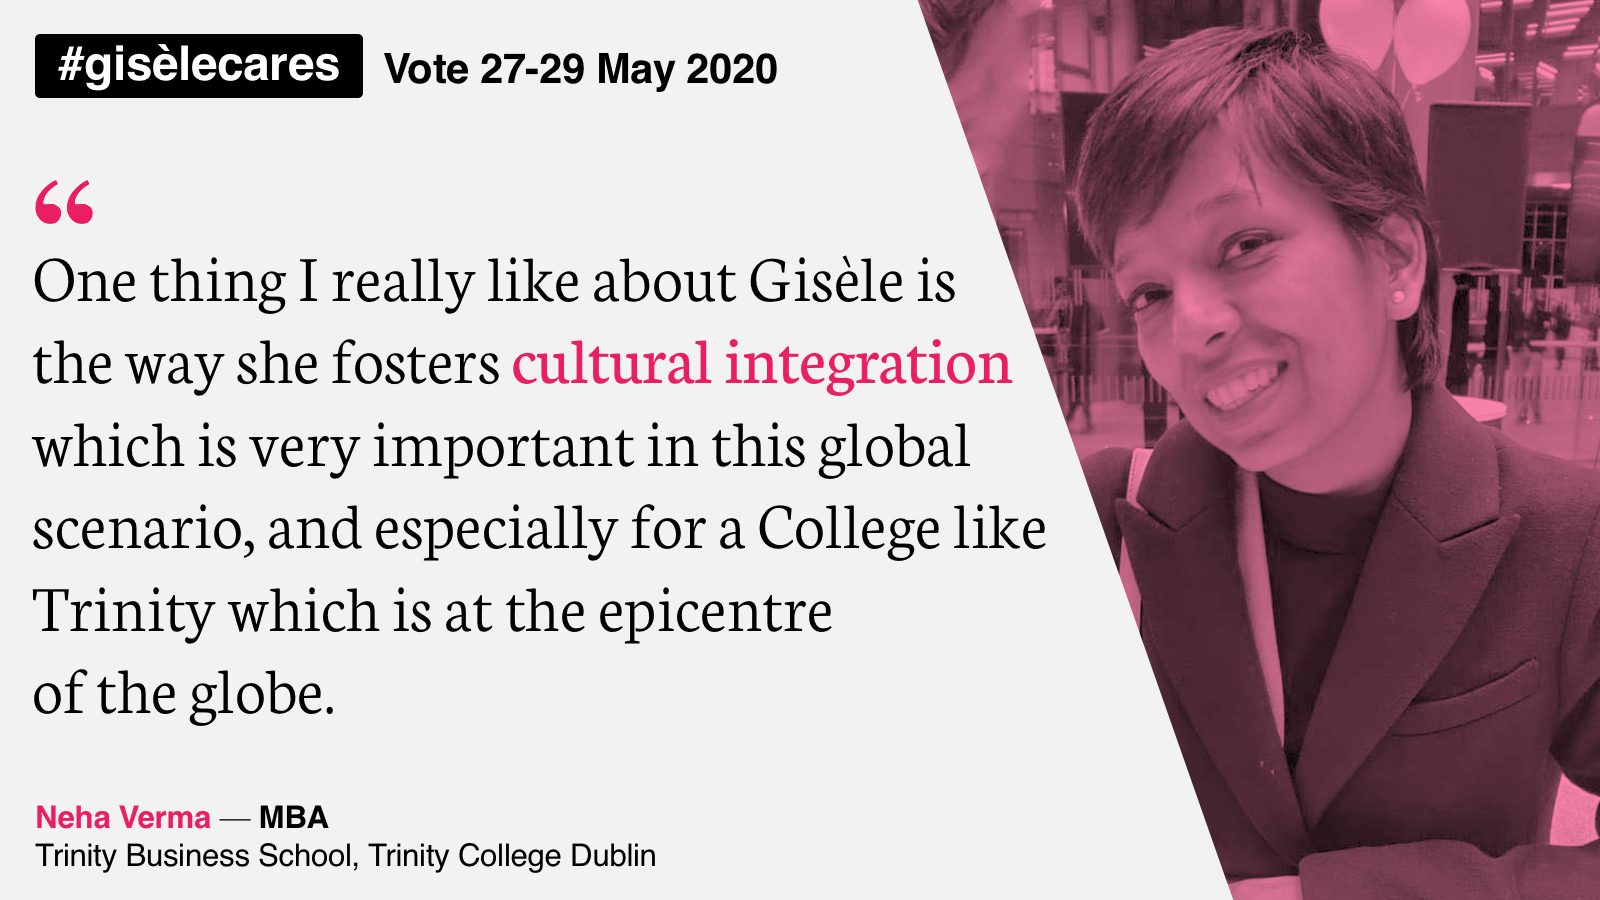 #gisèlecares Vote 27-29 May 2020
“
One thing I really like about Gisèle is
the way she fosters cultural integration
which is very important in this global
scenario, and especially for a College like
Trinity which is at the epicentre
of the globe.
Neha Verma — MBA
Trinity Business School, Trinity College Dublin